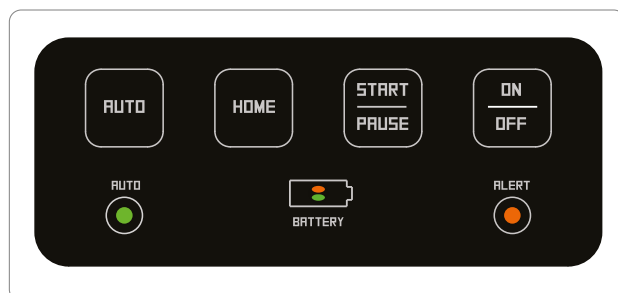 AUTO
HOME
START
PAUSE
ON
OFF
AUTO
BATTERY
ALERT